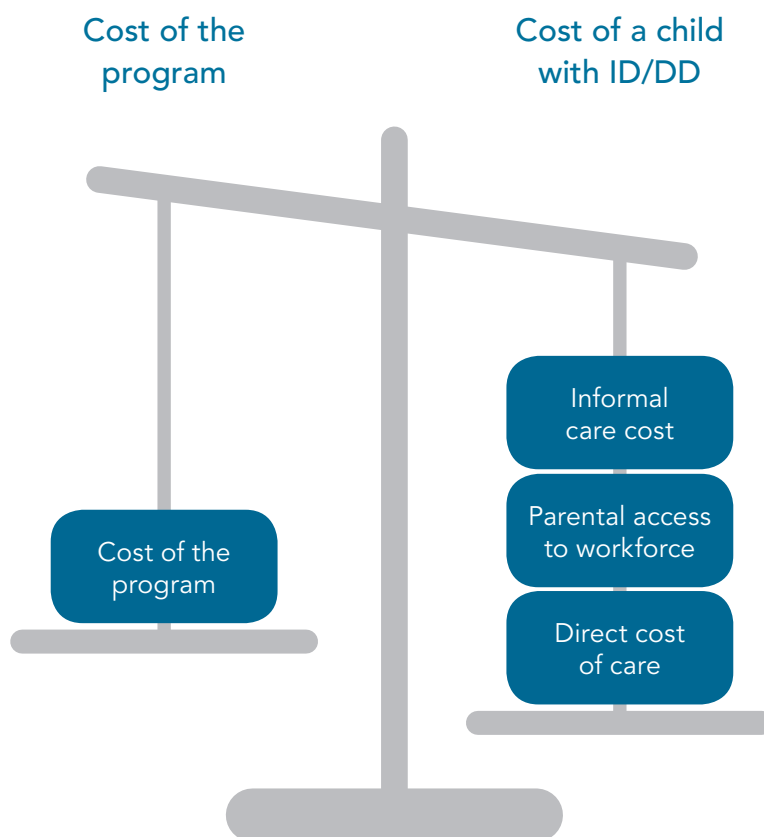 Cost of the
program
Cost of a child
with ID/DD
Informal
care cost
Parental access
to workforce
Cost of the
program
Direct cost
of care